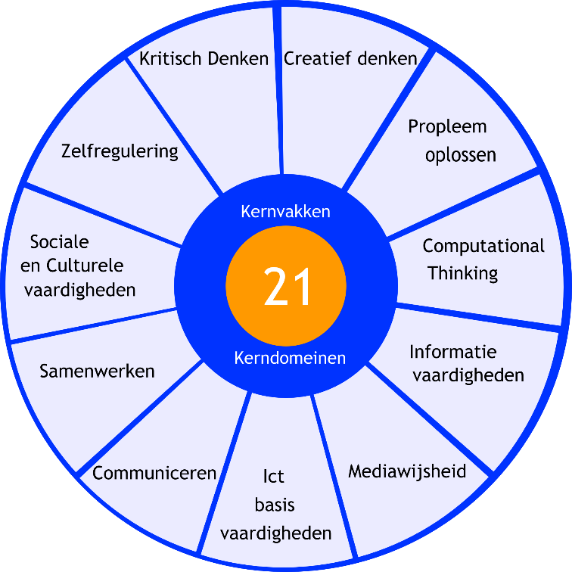 Kritisch Denken
Creatief denken
Propleem
oplossen
Computational
Thinking
Informatie
vaardigheden
Mediawijsheid
Ict
basis
vaardigheden
Communiceren
Samenwerken
Sociale
en Culturele
vaardigheden
Zelfregulering
Kernvakken
21
Kerndomeinen